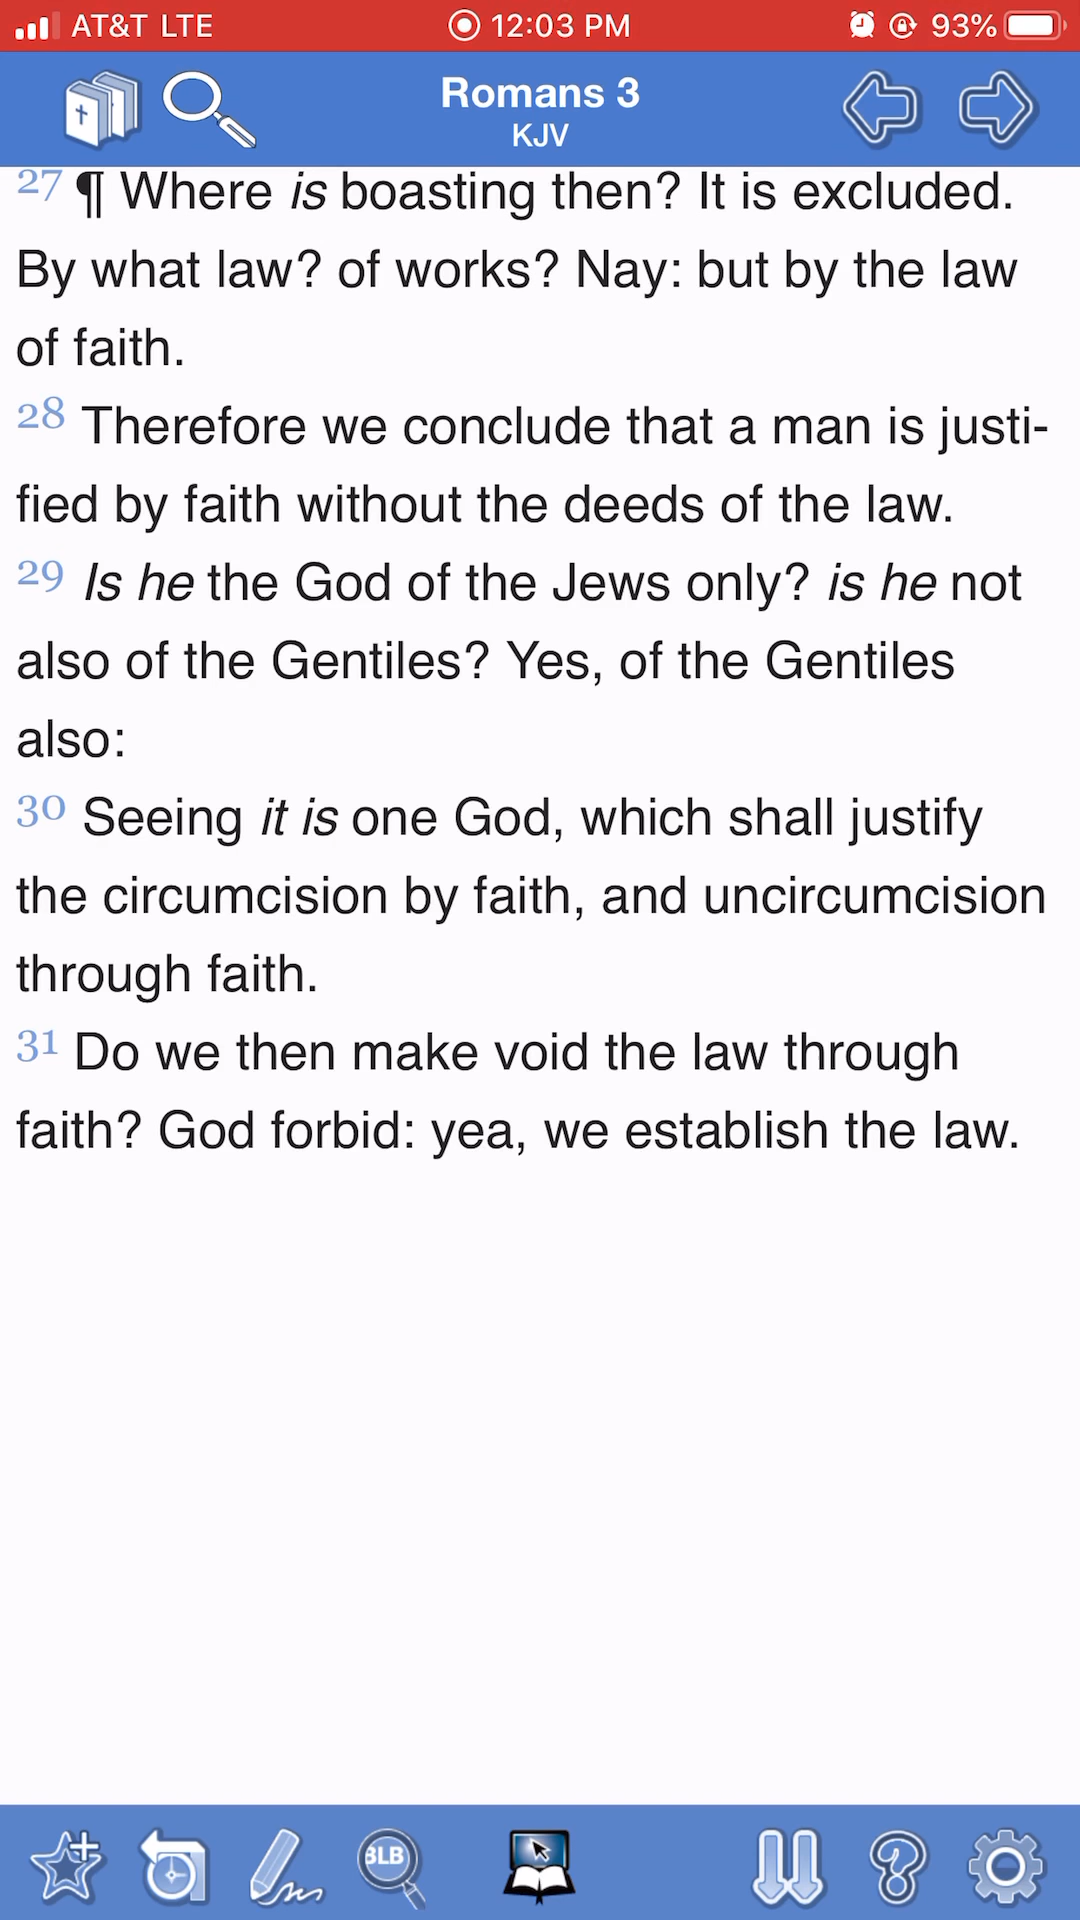 AT&T LTE 12:03 PM 93%
Romans 3
KJV
27 ¶ Where is boasting then? It is excluded.
By what law? of works? Nay: but by the law
of faith.
28 Therefore we conclude that a man is justi-
fied by faith without the deeds of the law.
29 Is he the God of the Jews only? is he not
also of the Gentiles? Yes, of the Gentiles
also:
30 Seeing it is one God, which shall justify
the circumcision by faith, and uncircumcision
through faith.
31 Do we then make void the law through
faith? God forbid: yea, we establish the law.
BLB